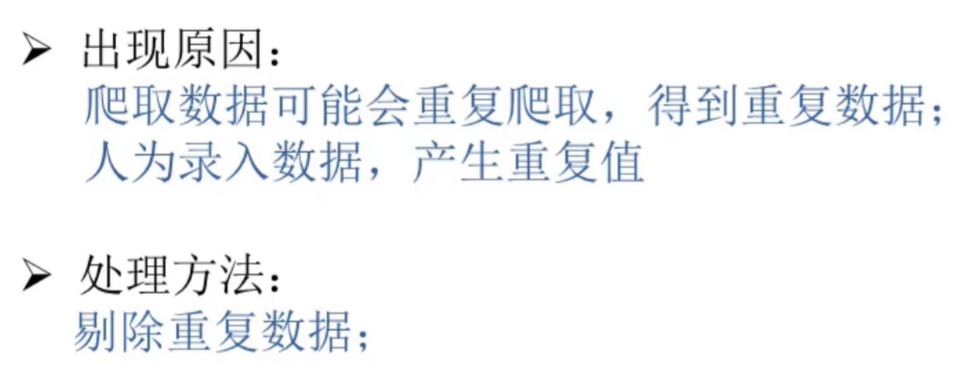 ➢ 出现原因：
爬取数据可能会重复爬取，得到重复数据；
人为录入数据，产生重复值
➢ 处理方法：
剔除重复数据；